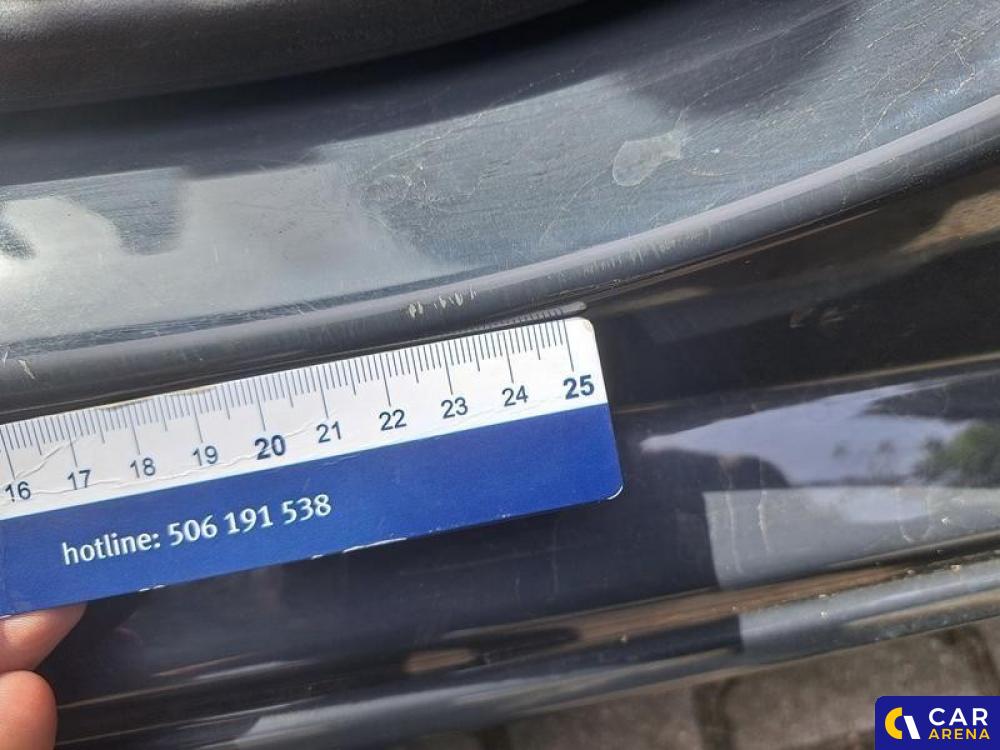 16 17 18 19 20 21 22 23 24 25
hotline: 506 191 538
CAR
ARENA